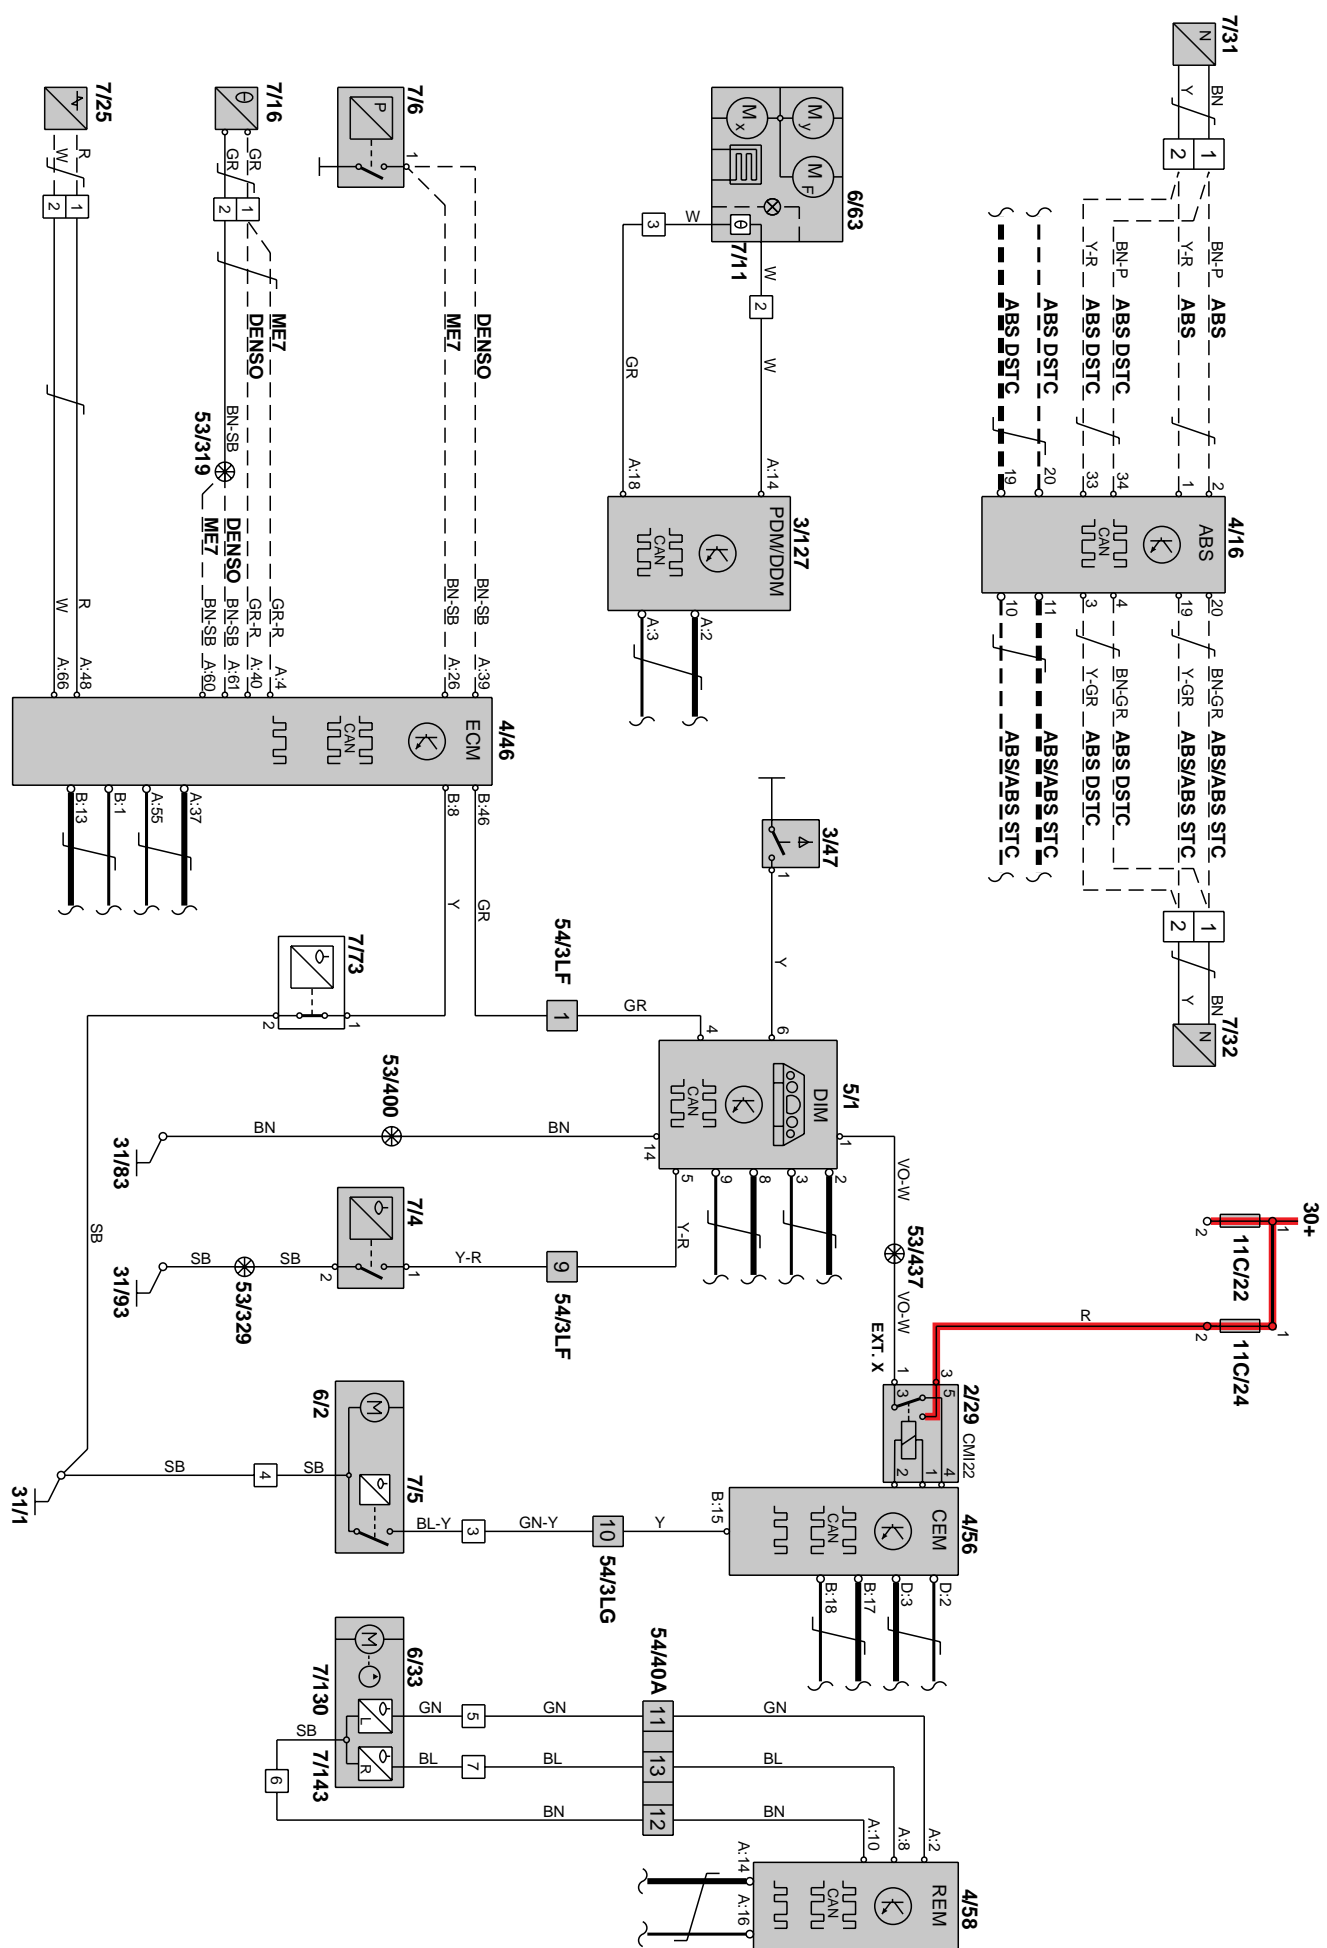 7/31
N
BN
Y
1
2
BN-P
Y-R
BN-P
Y-R
ABS
ABS
ABS DSTC
ABS DSTC
ABS DSTC
ABS DSTC
2
1
34
33
20
19
4/16
ABS
CAN
20
19
4
3
11
10
BN-GR
Y-GR
BN-GR
Y-GR
ABS/ABS STC
ABS/ABS STC
ABS DSTC
ABS DSTC
ABS/ABS STC
ABS/ABS STC
1
2
BN
Y
7/32
N
30+
1
2
11C/22
1
2
11C/24
R
6/63
My
Mx
MF
θ
7/11
W
2
W
A:14
W
3
GR
A:18
3/127
PDM/DDM
CAN
A:2
A:3
3/47
1
Y
6
5/1
DIM
CAN
4
14
5
9
8
3
2
1
VO-W
53/437
VO-W
EXT. X
1
3
2/29
CMI22
3
5
2
1
4
4/56
CEM
CAN
B:15
D:2
D:3
B:17
B:18
4/58
REM
CAN
A:2
A:8
A:10
A:14
A:16
7/6
P
1
DENSO
ME7
BN-SB
BN-SB
A:39
A:26
7/16
θ
GR
GR
1
2
ME7
DENSO
BN-SB
53/319
DENSO
ME7
GR-R
GR-R
BN-SB
BN-SB
A:4
A:40
A:61
A:60
7/25
R
W
1
2
R
W
A:48
A:66
4/46
ECM
CAN
B:46
B:8
A:37
A:55
B:1
B:13
GR
Y
54/3LF
1
GR
7/73
1
2
SB
BN
53/400
BN
31/83
7/4
1
2
Y-R
9
54/3LF
Y-R
SB
53/329
SB
31/93
6/2
M
7/5
BL-Y
3
GN-Y
10
54/3LG
Y
SB
4
SB
31/1
6/33
M
7/130
L
7/143
R
GN
5
GN
BL
7
BL
SB
6
BN
54/40A
11
13
12
GN
BL
BN